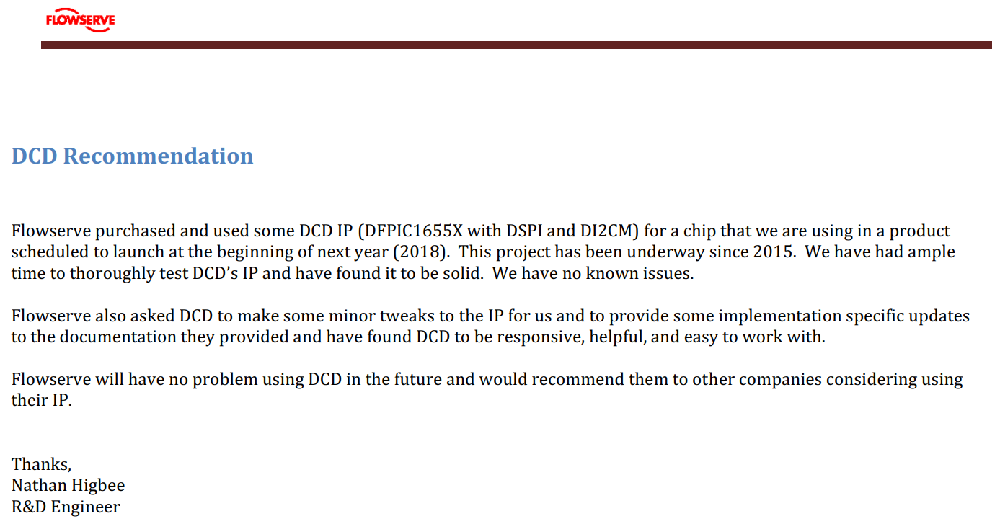 FLOWSERVE
DCD Recommendation
Flowserve purchased and used some DCD IP (DFPIC1655X with DSPI and DI2CM) for a chip that we are using in a product
scheduled to launch at the beginning of next year (2018).  This project has been underway since 2015.  We have had ample
time to thoroughly test DCD’s IP and have found it to be solid.  We have no known issues.
Flowserve also asked DCD to make some minor tweaks to the IP for us and to provide some implementation specific updates
to the documentation they provided and have found DCD to be responsive, helpful, and easy to work with.
Flowserve will have no problem using DCD in the future and would recommend them to other companies considering using
their IP.
Thanks,
Nathan Higbee
R&D Engineer